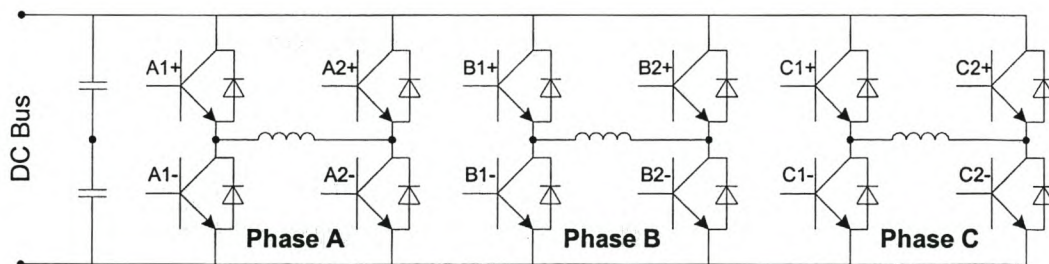 A1+ A2+ B1+ B2+ C1+ C2+
DC Bus
A1- A2- B1- B2- C1- C2-
Phase A Phase B Phase C